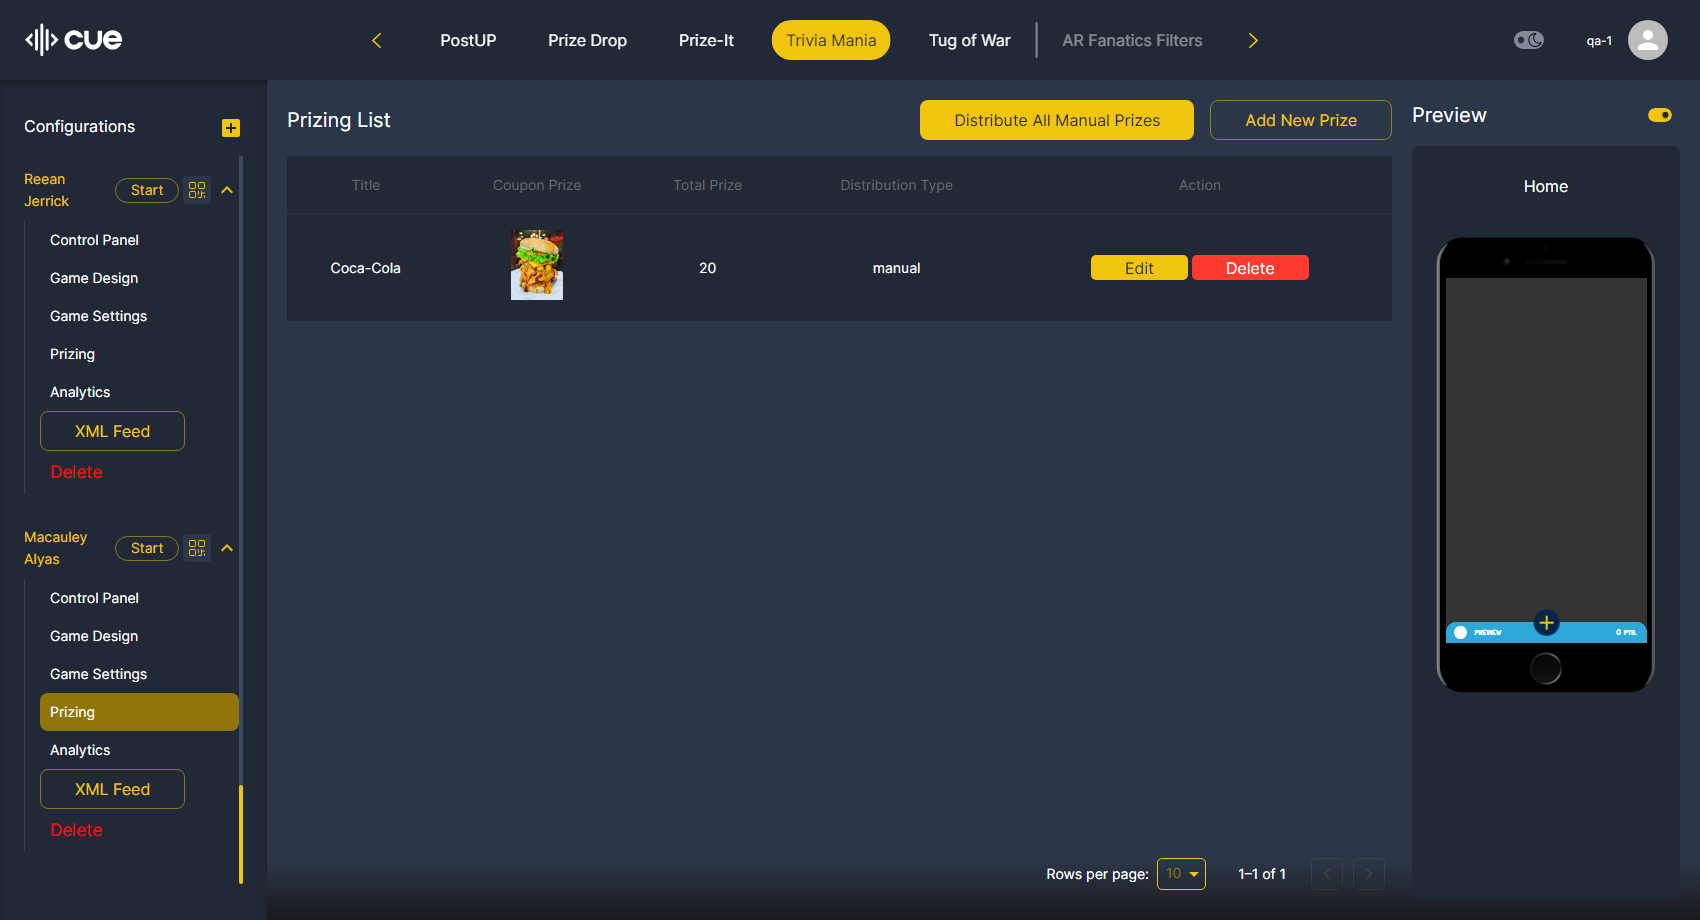 cue
PostUP
Prize Drop
Prize-It
Trivia Mania
Tug of War
AR Fanatics Filters
qa-1
Configurations
Reean
Jerrick
Start
Control Panel
Game Design
Game Settings
Prizing
Analytics
XML Feed
Delete
Macauley
Alyas
Start
Control Panel
Game Design
Game Settings
Prizing
Analytics
XML Feed
Delete
Prizing List
Distribute All Manual Prizes
Add New Prize
Title
Coupon Prize
Total Prize
Distribution Type
Action
Coca-Cola
20
manual
Edit
Delete
Rows per page:
10
1–1 of 1
Preview
Home
PREVIEW
0 PTS.